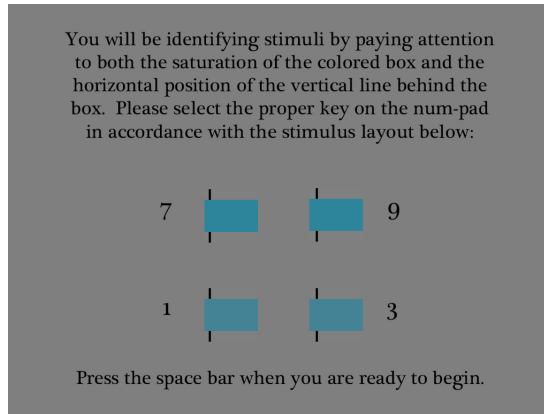 You will be identifying stimuli by paying attention
to both the saturation of the colored box and the
horizontal position of the vertical line behind the
box.  Please select the proper key on the num-pad
in accordance with the stimulus layout below:
7 9
1 3
Press the space bar when you are ready to begin.